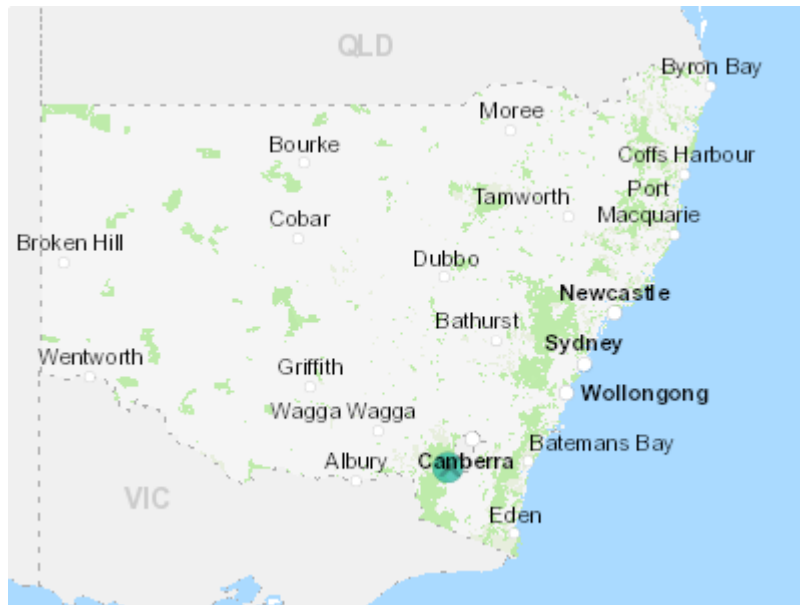 QLD
Byron Bay
Moree
Bourke
Coffs Harbour
Port
Macquarie
Tamworth
Cobar
Broken Hill
Dubbo
Newcastle
Bathurst
Sydney
Wentworth
Griffith
Wollongong
Wagga Wagga
Batemans Bay
Albury
Canberra
VIC
Eden